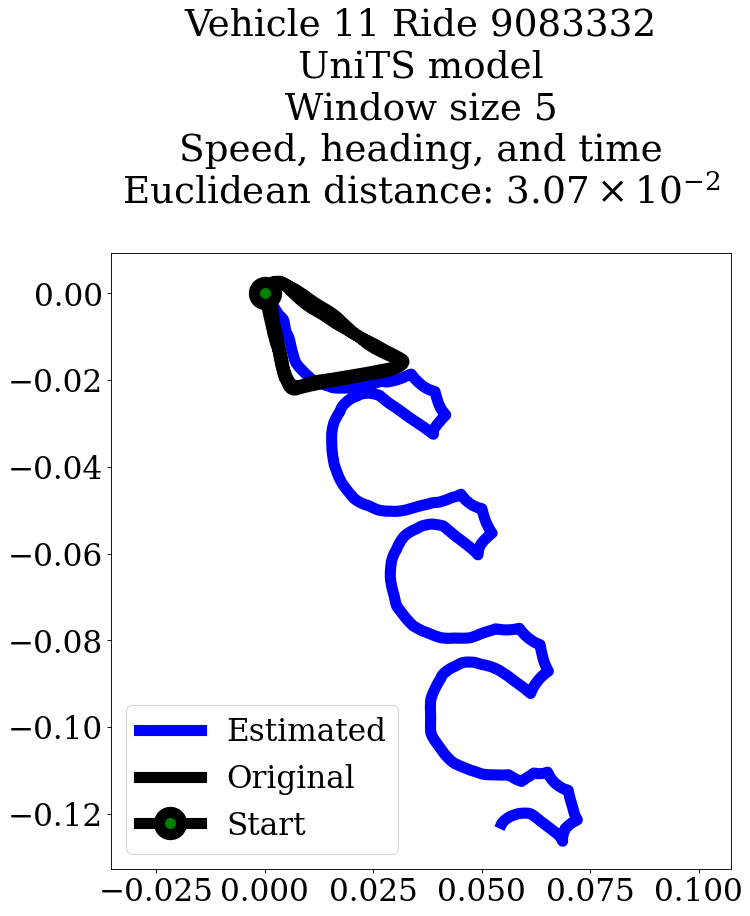 Vehicle 11 Ride 9083332
UniTS model
Window size 5
Speed, heading, and time
Euclidean distance: 3.07 × 10⁻²
0.00
−0.02
−0.04
−0.06
−0.08
−0.10
−0.12
Estimated
Original
Start
−0.025 0.000 0.025 0.050 0.075 0.100